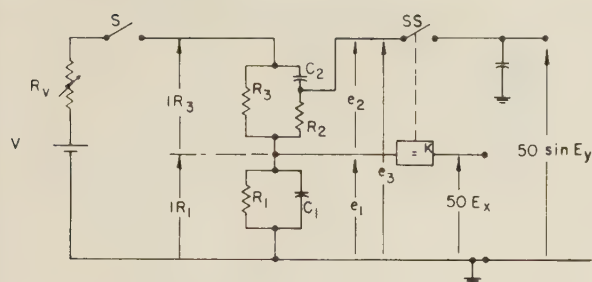 S
SS
R_V
V
IR_3
IR_1
R_3
C_2
R_2
R_1
C_1
e_2
e_1
e_3
= K
50 E_x
50 sin E_y